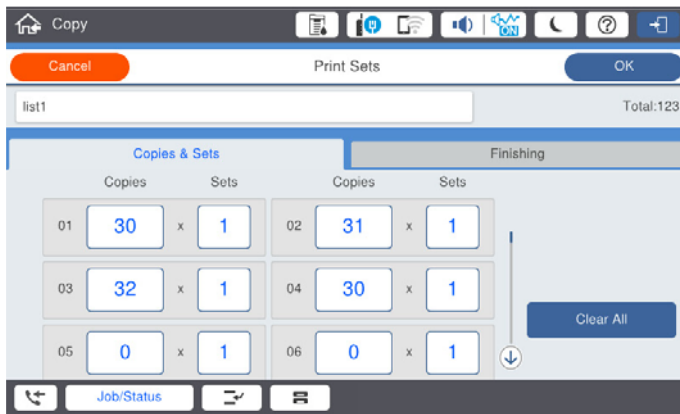 Copy
ON
Cancel Print Sets OK
list1 Total:123
Copies & Sets Finishing
Copies Sets Copies Sets
01 30 x 1 02 31 x 1
03 32 x 1 04 30 x 1
Clear All
05 0 x 1 06 0 x 1
Job/Status